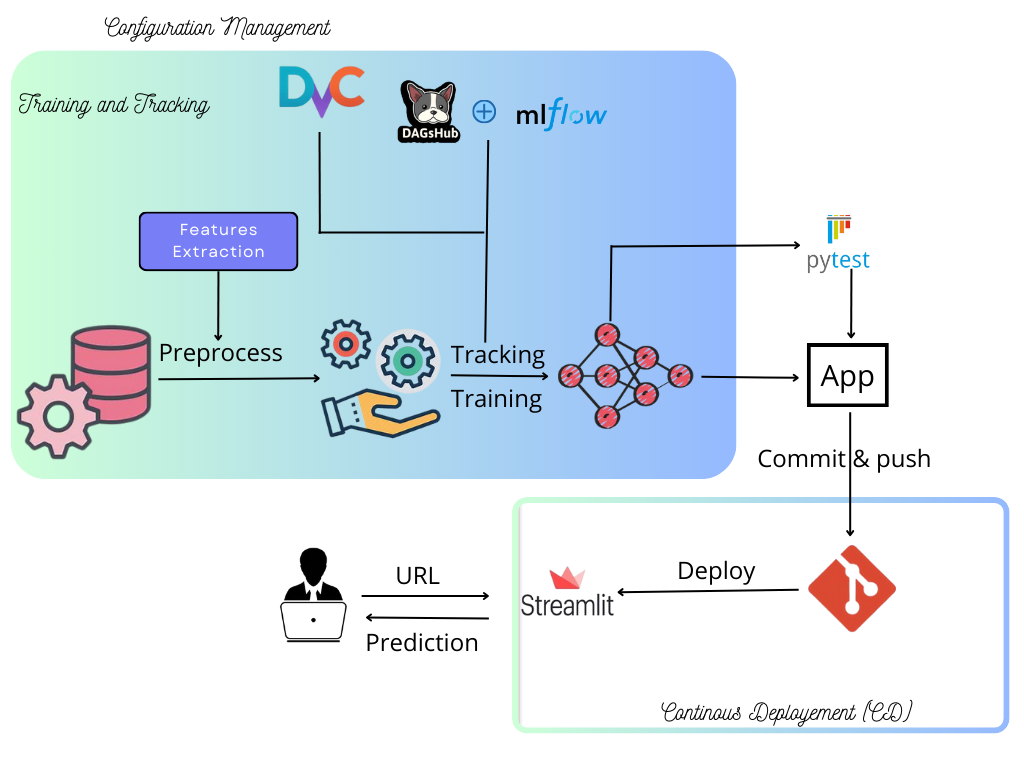 Configuration Management
Training and Tracking
DVC
DAGsHub
mlflow
Features
Extraction
pytest
Preprocess
Tracking
Training
App
Commit & push
URL
Prediction
Streamlit
Deploy
Continous Deployement (CD)